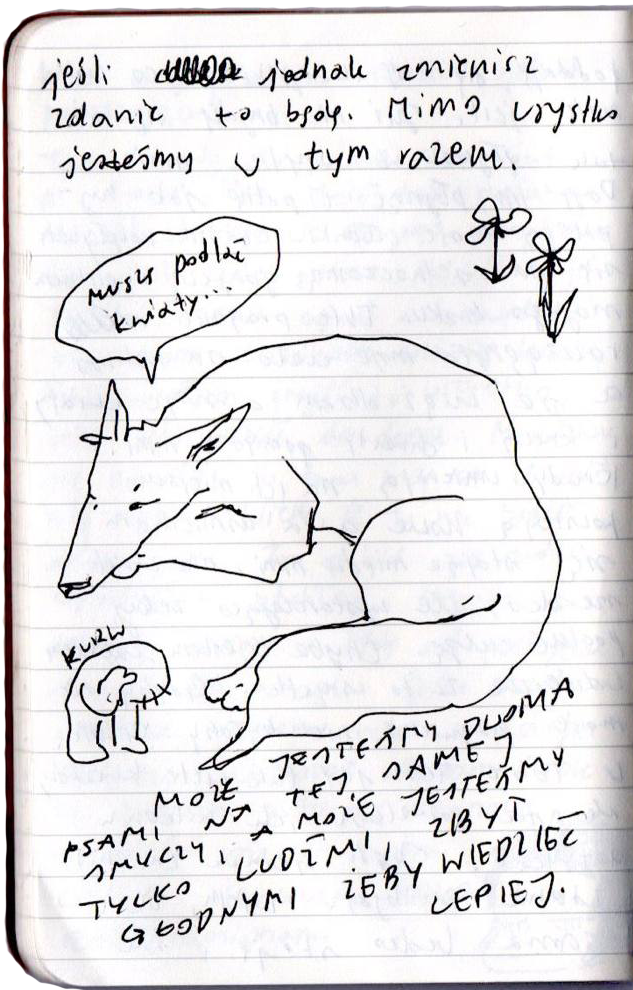 jeśli jednak zmienisz
zdanie to będę. Mimo wszystko
jesteśmy w tym razem.
muszę podlać
kwiaty...
KURW
JESTEŚMY DWOMA
MOŻE TEJ SAMEJ
PSAMI NA JESTEŚMY
SMYCZY A MOŻE ZBYT
TYLKO LUDŹMI, WIEDZIEĆ
GŁODNYMI ŻEBY LEPIEJ.